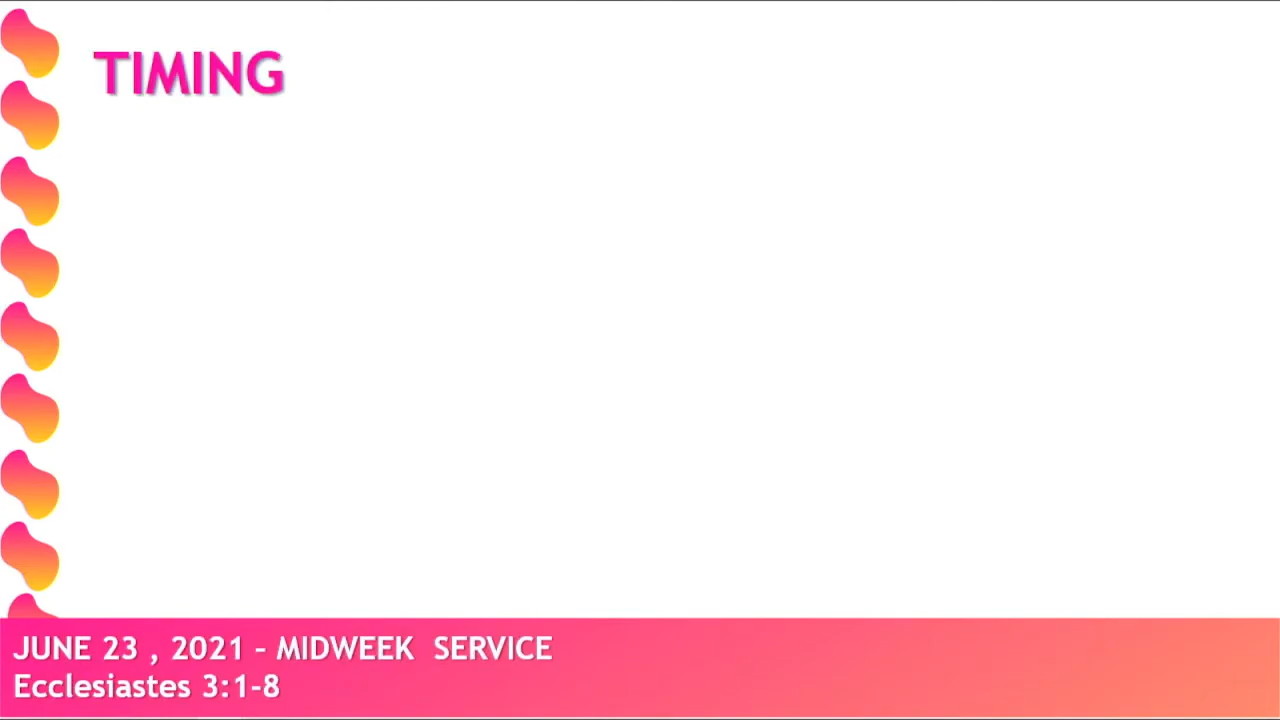 TIMING
JUNE 23 , 2021 – MIDWEEK  SERVICE
Ecclesiastes 3:1-8